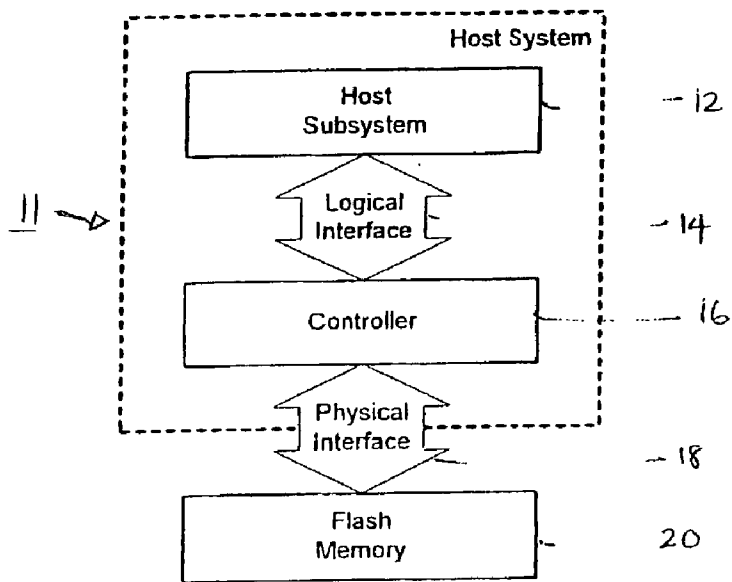 Host System
Host
Subsystem
12
Logical
Interface
11
14
Controller
16
Physical
Interface
18
Flash
Memory
20